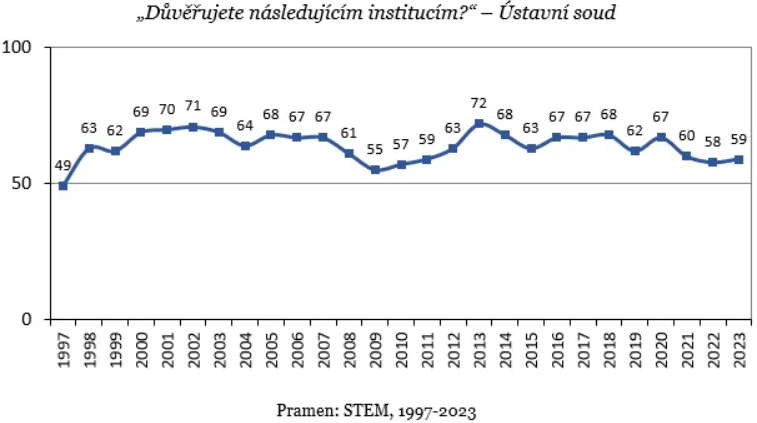 „Důvěřujete následujícím institucím?“ – Ústavní soud
100
50
0
49 63 62 69 70 71 69 64 68 67 67 61 55 57 59 63 72 68 63 67 67 68 62 67 60 58 59
1997 1998 1999 2000 2001 2002 2003 2004 2005 2006 2007 2008 2009 2010 2011 2012 2013 2014 2015 2016 2017 2018 2019 2020 2021 2022 2023
Pramen: STEM, 1997-2023